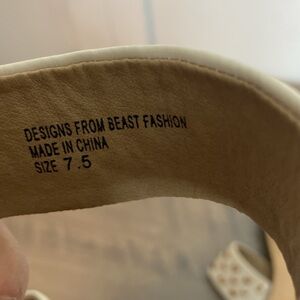 DESIGNS FROM BEAST FASHION
MADE IN CHINA
SIZE 7.5